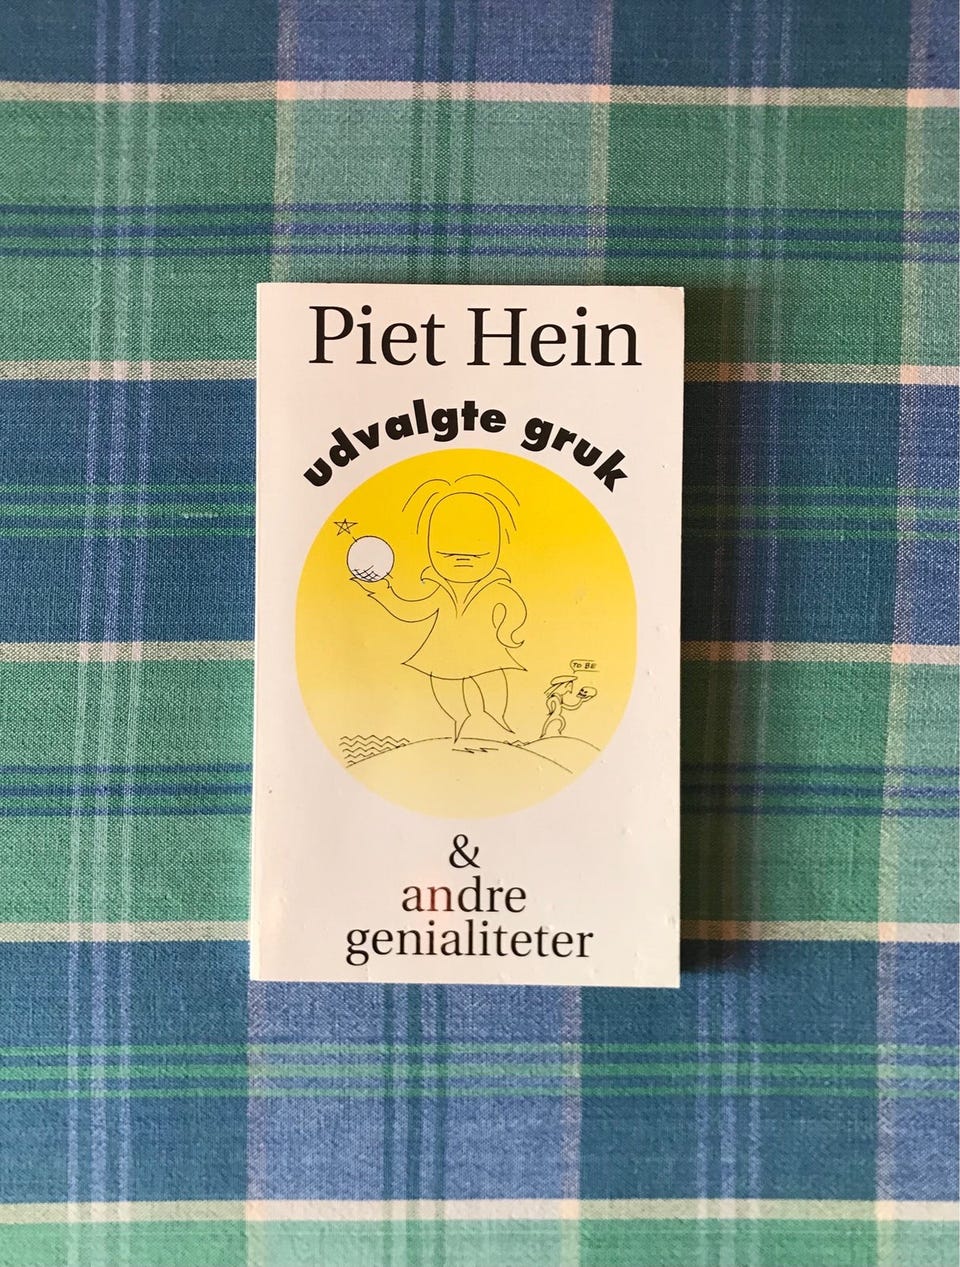 Piet Hein
udvalgte gruk
TO BE
&
andre
genialiteter